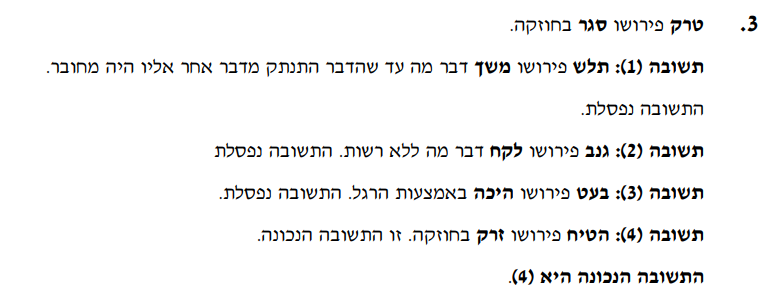 3. טרק פירושו סגר בחוזקה.
תשובה (1): תלש פירושו משך דבר מה עד שהדבר התנתק מדבר אחר אליו היה מחובר.
התשובה נפסלת.
תשובה (2): גנב פירושו לקח דבר מה ללא רשות. התשובה נפסלת
תשובה (3): בעט פירושו היכה באמצעות הרגל. התשובה נפסלת.
תשובה (4): הטיח פירושו זרק בחוזקה. זו התשובה הנכונה.
התשובה הנכונה היא (4).